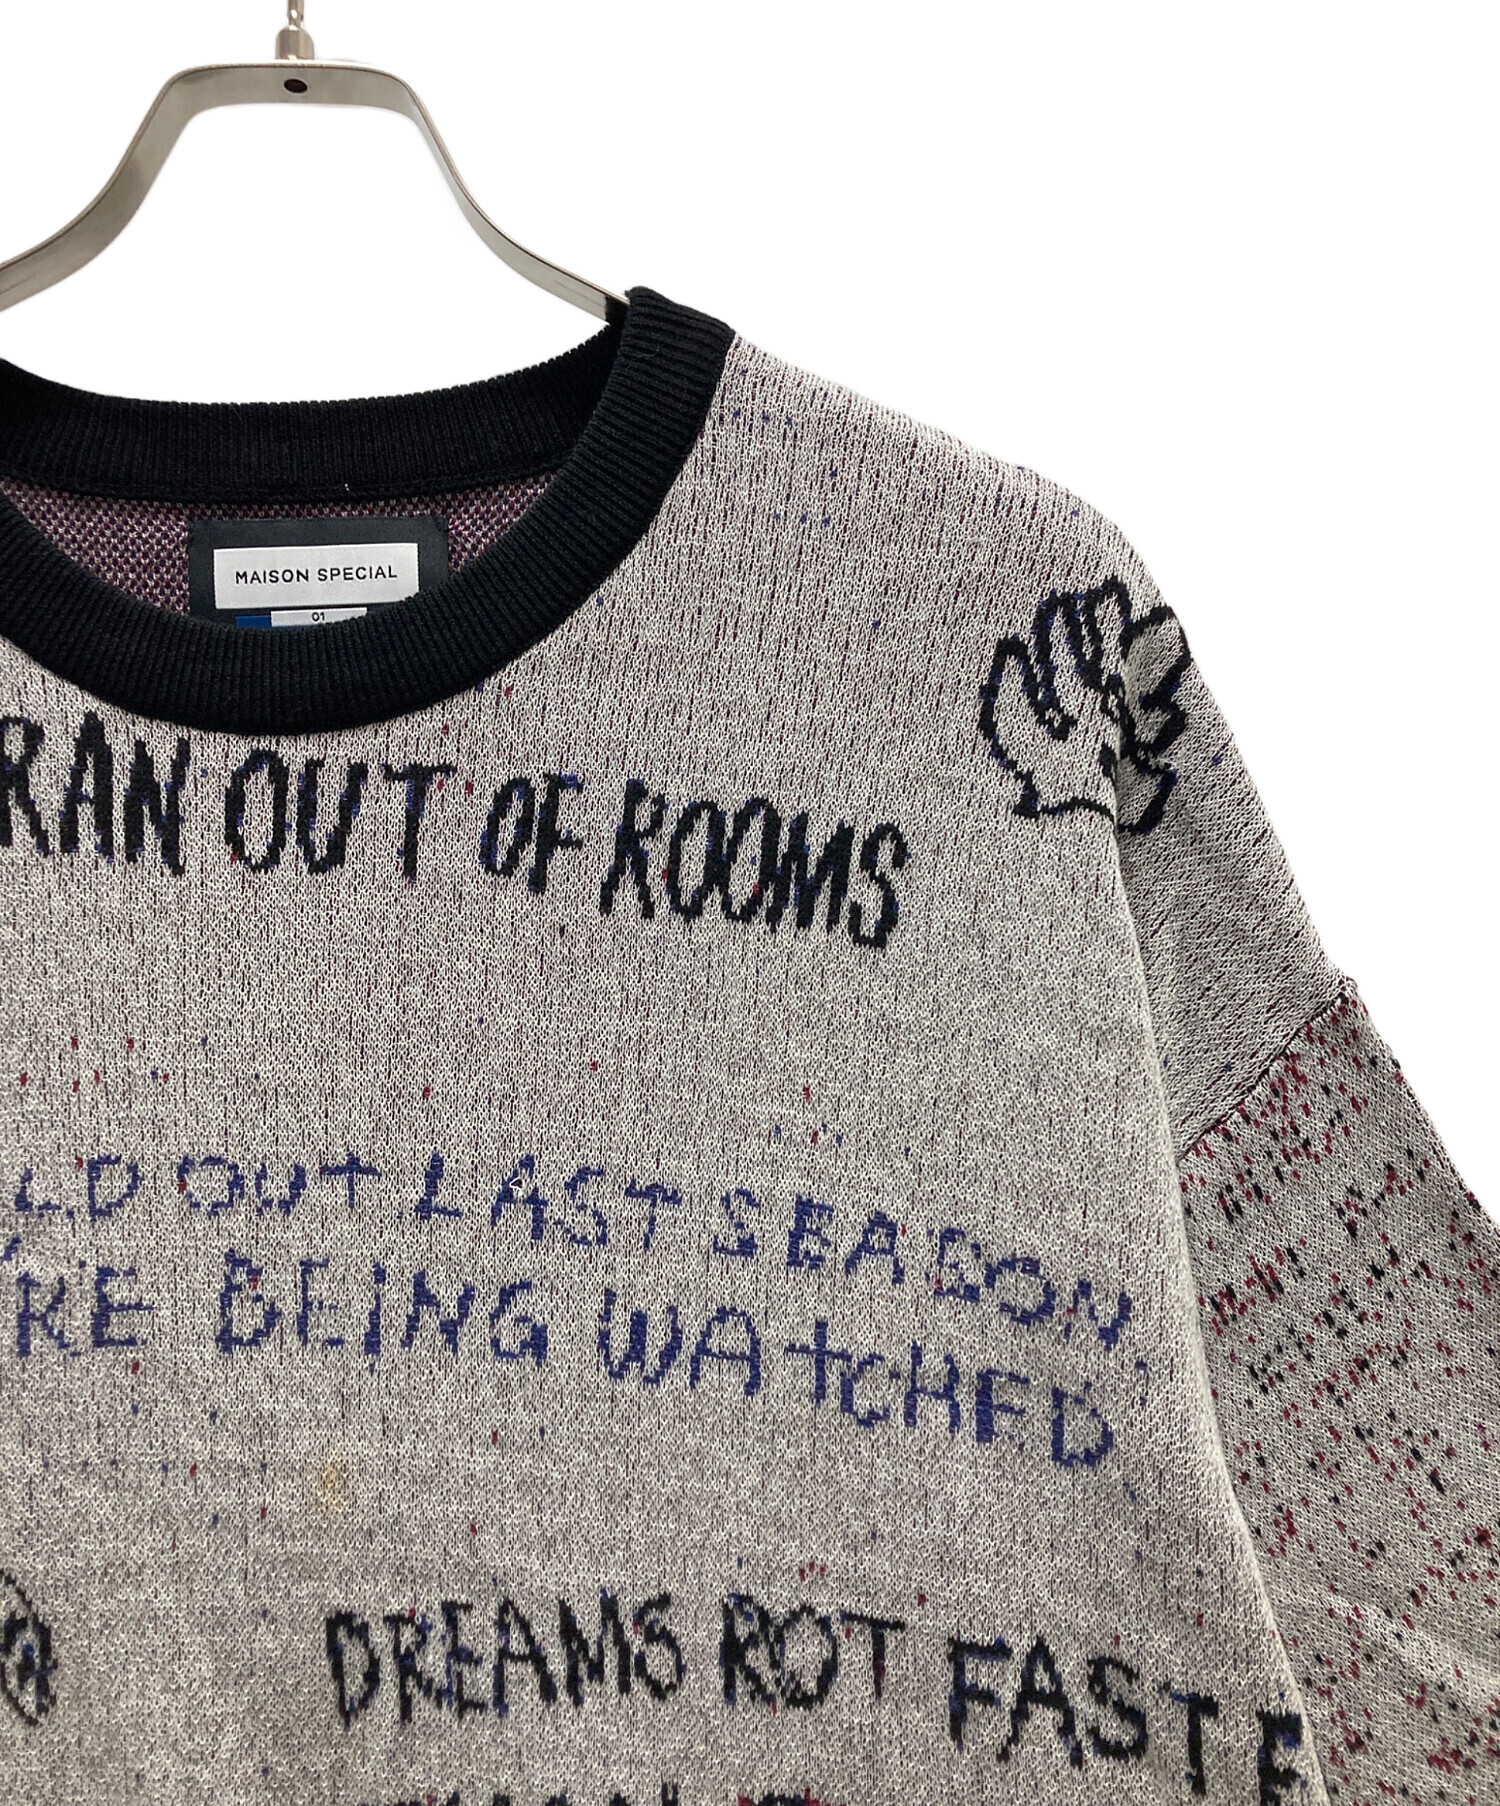 MAISON SPECIAL
01
RAN OUT OF ROOMS
LD OUT LAST SEASON
'RE BEING WATCHED
DREAMS ROT FASTE